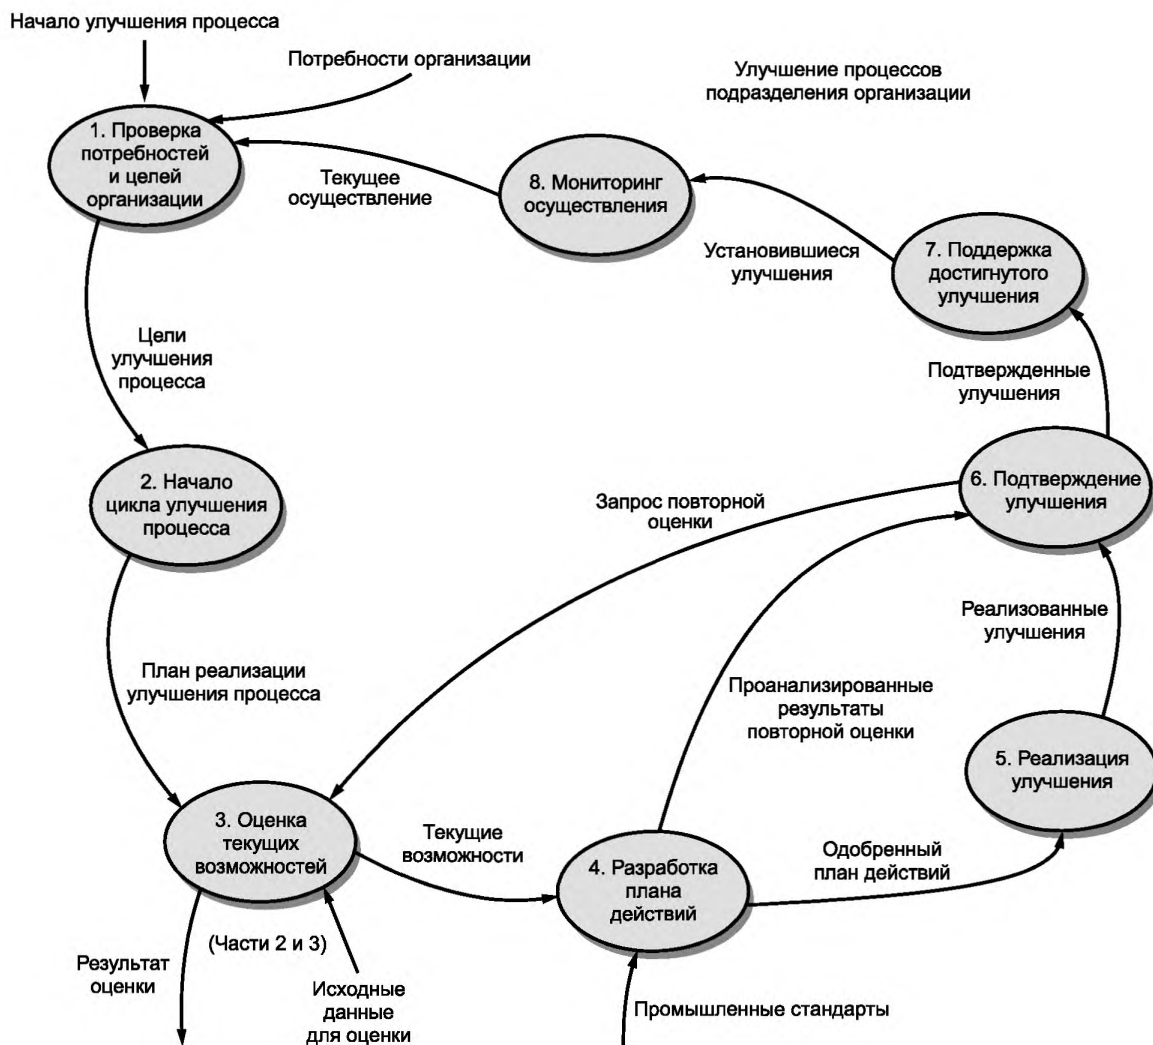 Начало улучшения процесса
Потребности организации
Улучшение процессов
подразделения организации
1. Проверка
потребностей
и целей
организации
Текущее
осуществление
8. Мониторинг
осуществления
Установившиеся
улучшения
7. Поддержка
достигнутого
улучшения
Цели
улучшения
процесса
Подтвержденные
улучшения
2. Начало
цикла улучшения
процесса
Запрос повторной
оценки
6. Подтверждение
улучшения
Реализованные
улучшения
План реализации
улучшения процесса
Проанализированные
результаты
повторной оценки
5. Реализация
улучшения
3. Оценка
текущих
возможностей
Текущие
возможности
4. Разработка
плана
действий
Одобренный
план действий
(Части 2 и 3)
Результат
оценки
Исходные
данные
для оценки
Промышленные стандарты